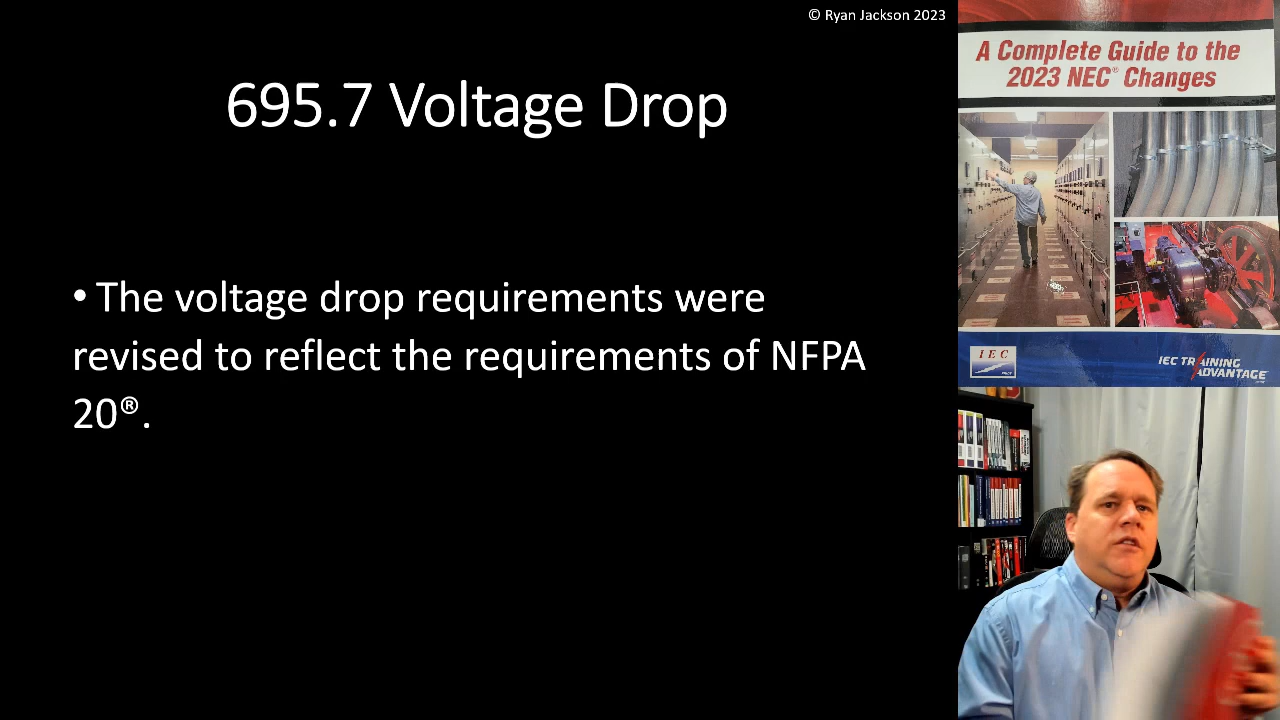 © Ryan Jackson 2023
695.7 Voltage Drop
• The voltage drop requirements were
revised to reflect the requirements of NFPA
20®.
A Complete Guide to the
2023 NEC® Changes
IEC
IEC TRAINING
ADVANTAGE